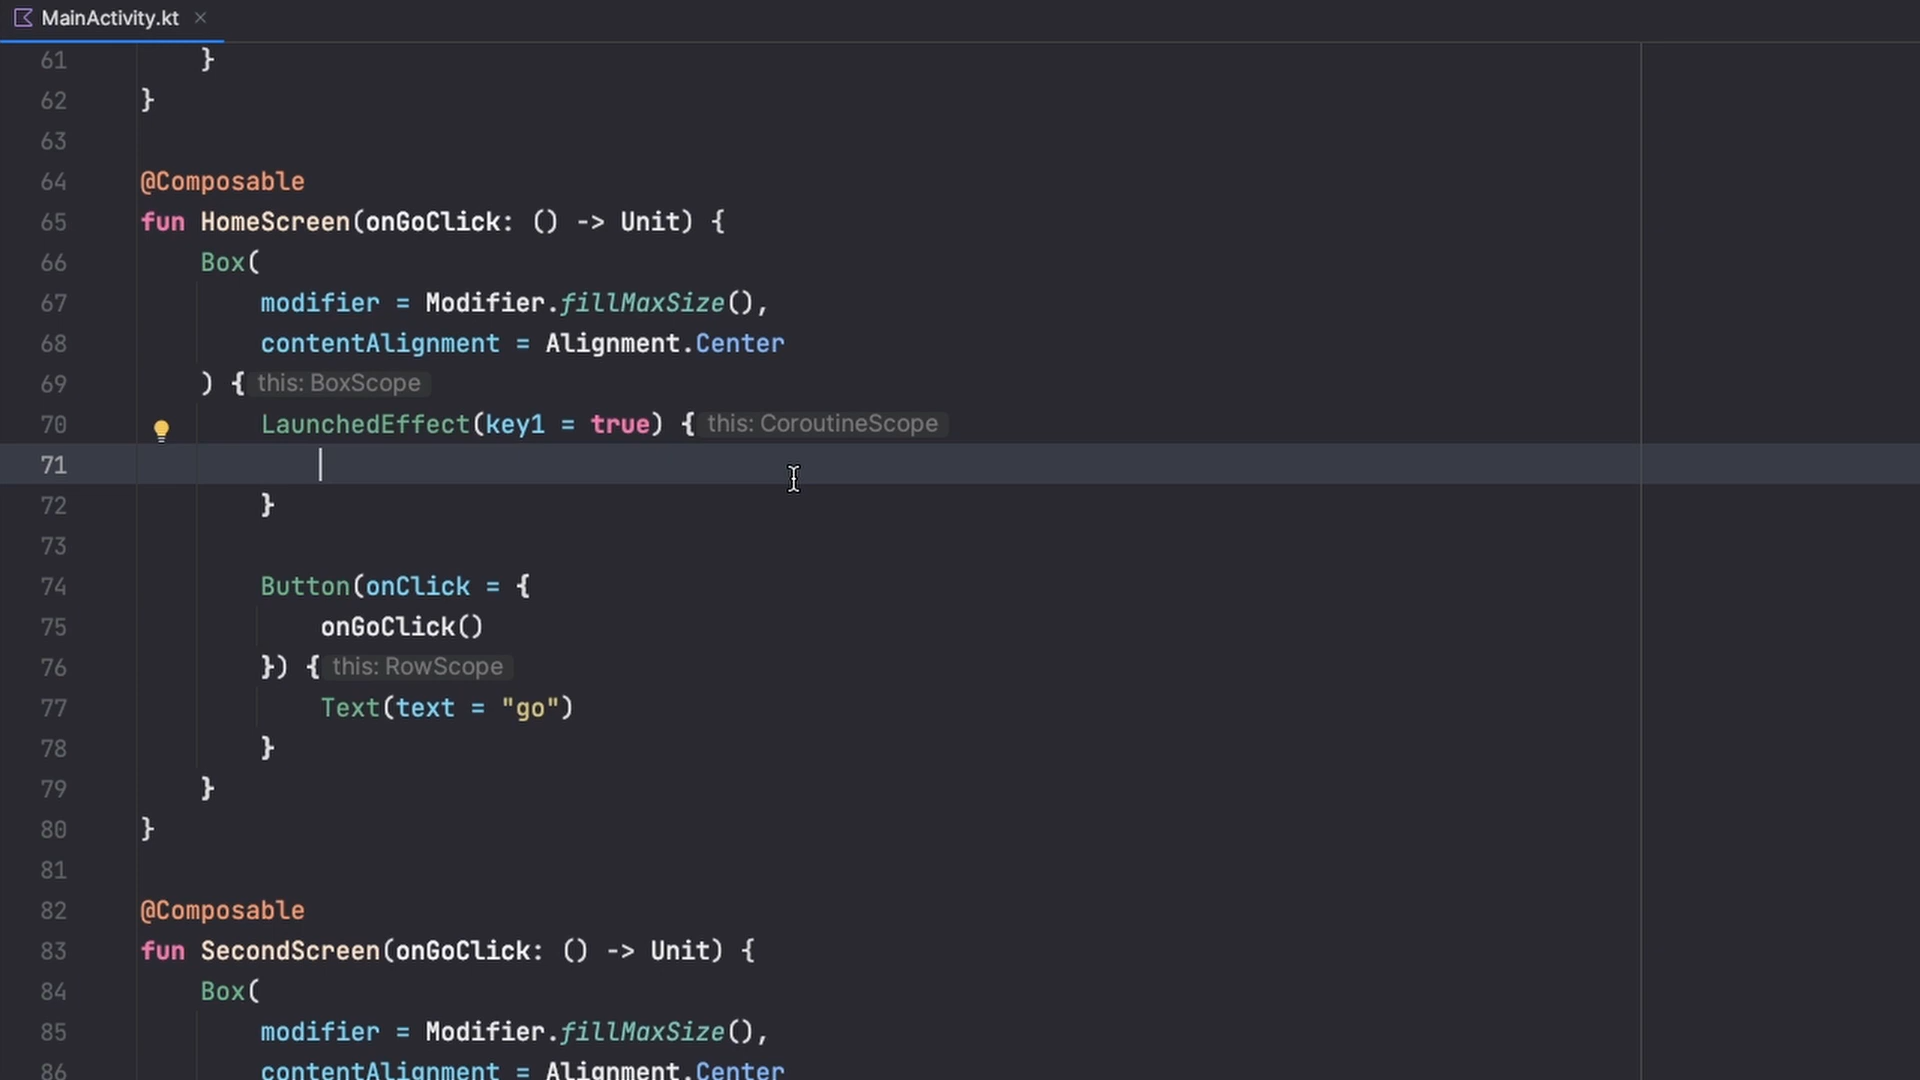 MainActivity.kt
61 }
62 }
63
64 @Composable
65 fun HomeScreen(onGoClick: () -> Unit) {
66 Box(
67 modifier = Modifier.fillMaxSize(),
68 contentAlignment = Alignment.Center
69 ) { this: BoxScope
70 LaunchedEffect(key1 = true) { this: CoroutineScope
71
72 }
73
74 Button(onClick = {
75 onGoClick()
76 }) { this: RowScope
77 Text(text = "go")
78 }
79 }
80 }
81
82 @Composable
83 fun SecondScreen(onGoClick: () -> Unit) {
84 Box(
85 modifier = Modifier.fillMaxSize(),
86 contentAlignment = Alignment.Center